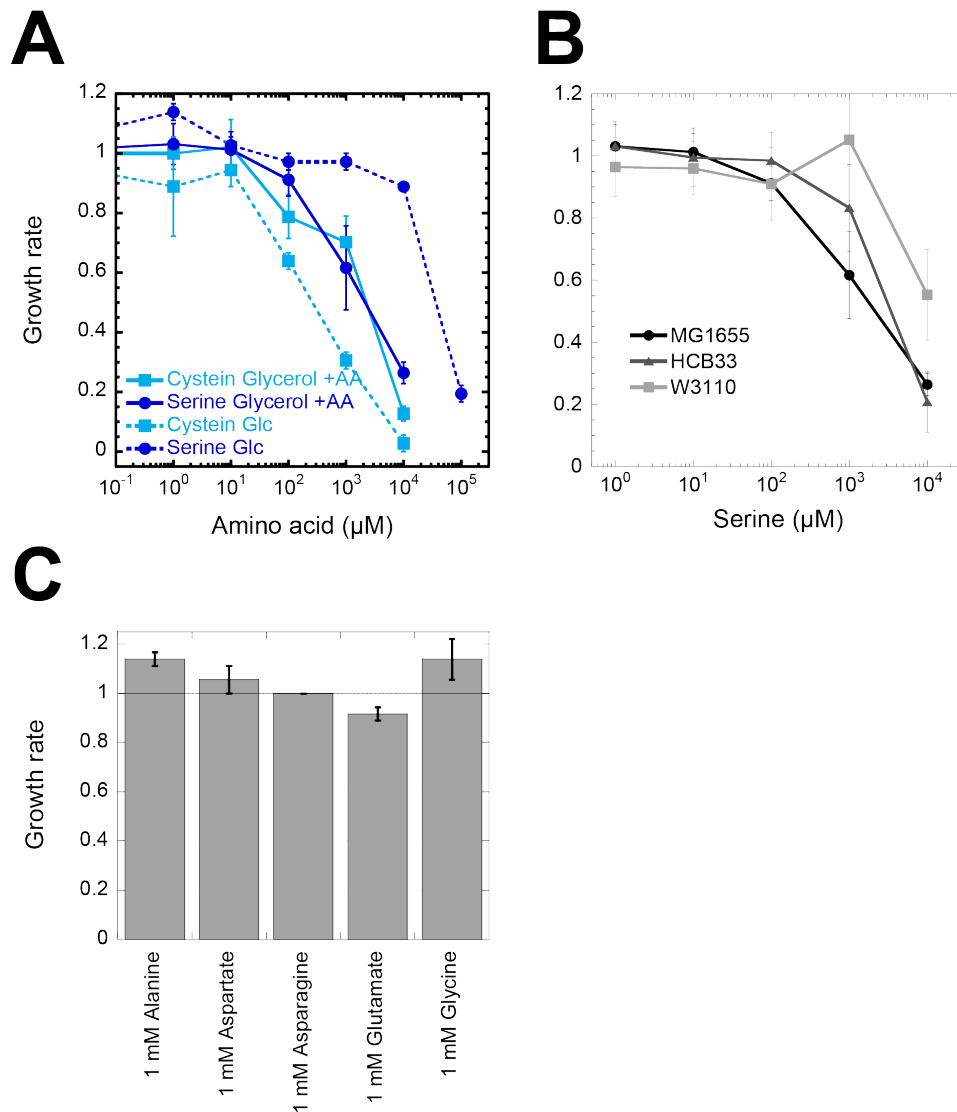 A
Growth rate
1.2
1
0.8
0.6
0.4
0.2
0
Cystein Glycerol +AA
Serine Glycerol +AA
Cystein Glc
Serine Glc
10⁻¹ 10⁰ 10¹ 10² 10³ 10⁴ 10⁵
Amino acid (µM)
B
1.2
1
0.8
0.6
0.4
0.2
0
MG1655
HCB33
W3110
10⁰ 10¹ 10² 10³ 10⁴
Serine (µM)
C
Growth rate
1.2
1
0.8
0.6
0.4
0.2
0
1 mM Alanine
1 mM Aspartate
1 mM Asparagine
1 mM Glutamate
1 mM Glycine